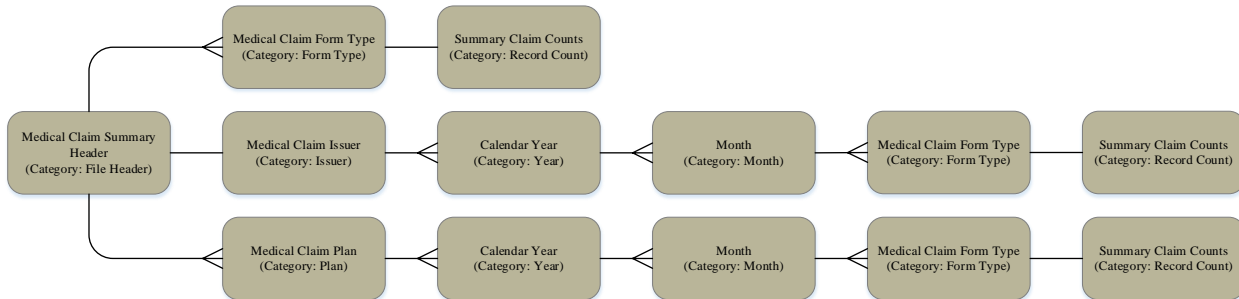 Medical Claim Form Type
(Category: Form Type)
Summary Claim Counts
(Category: Record Count)
Medical Claim Summary
Header
(Category: File Header)
Medical Claim Issuer
(Category: Issuer)
Calendar Year
(Category: Year)
Month
(Category: Month)
Medical Claim Form Type
(Category: Form Type)
Summary Claim Counts
(Category: Record Count)
Medical Claim Plan
(Category: Plan)
Calendar Year
(Category: Year)
Month
(Category: Month)
Medical Claim Form Type
(Category: Form Type)
Summary Claim Counts
(Category: Record Count)